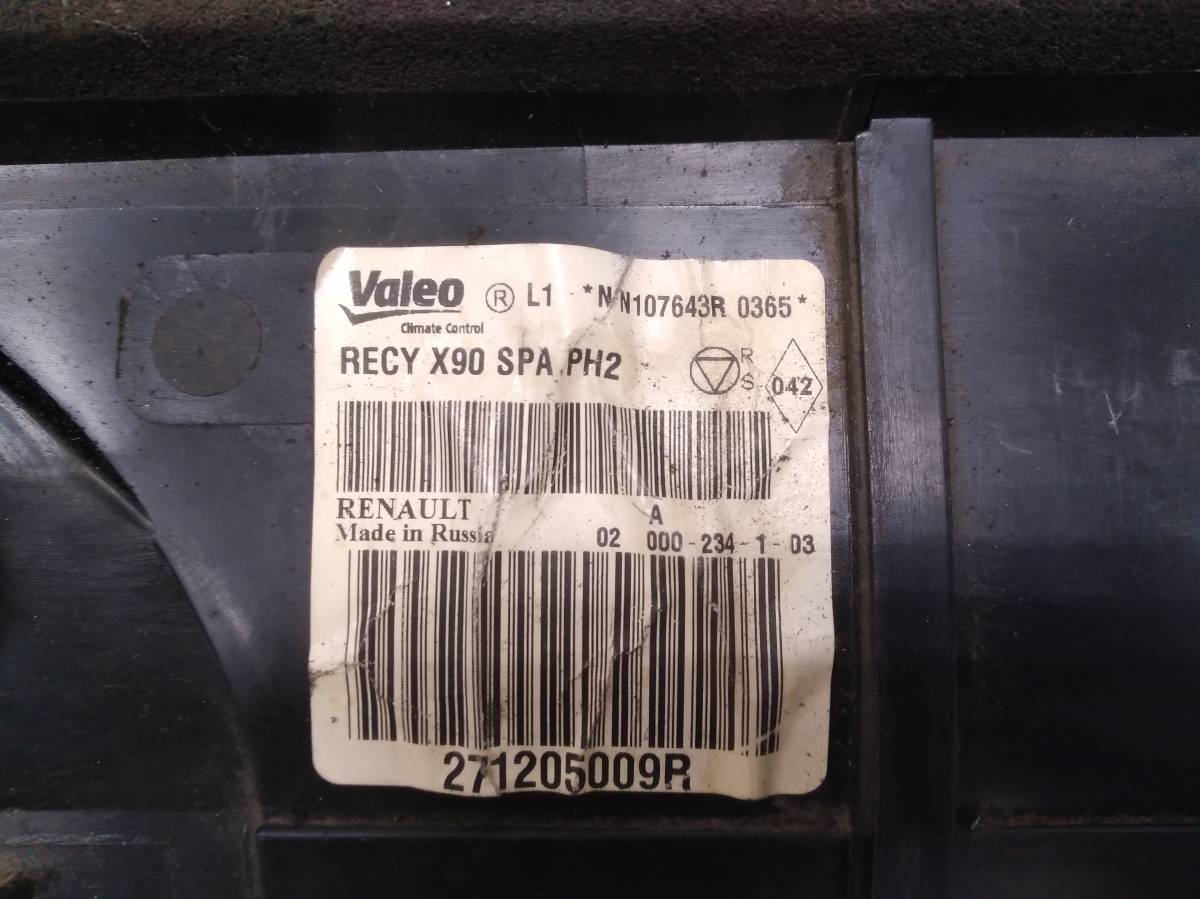 Valeo ® L1 *N N107643R 0365*
Climate Control
RECY X90 SPA PH2
R
S
042
RENAULT
A
Made in Russia
02 000-234-1-03
271205009R